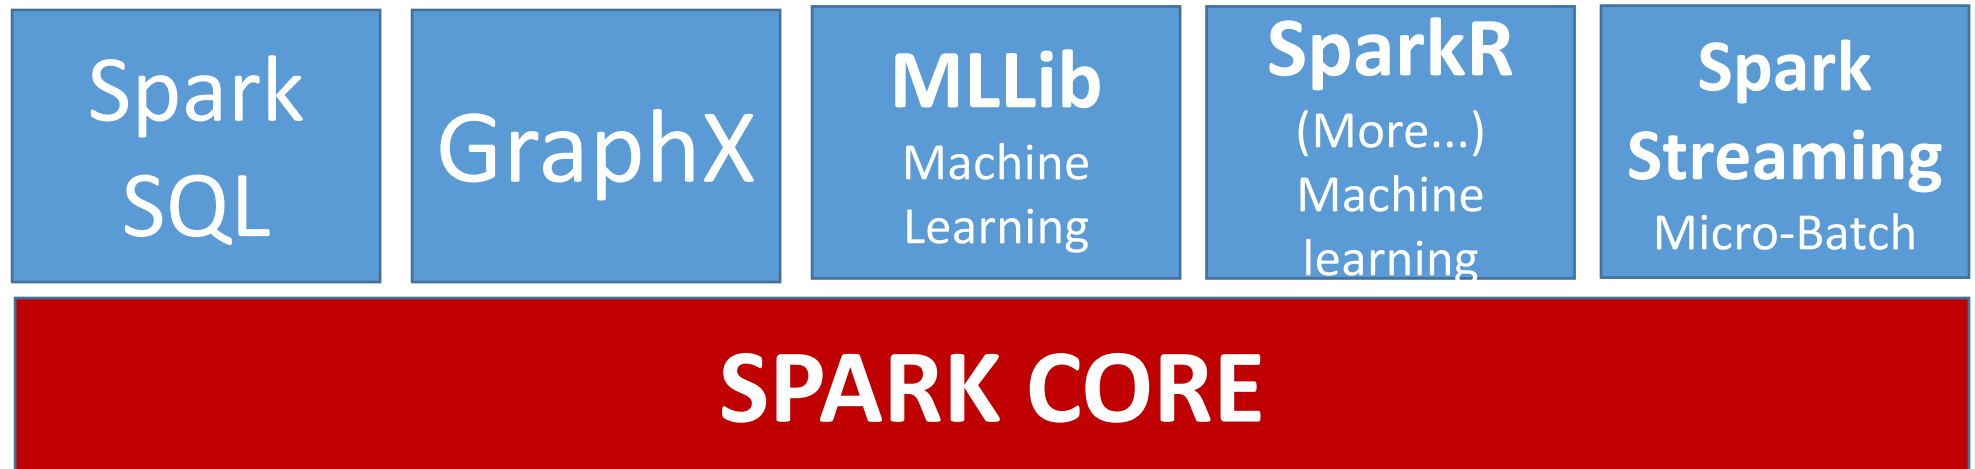 Spark
SQL
GraphX
MLLib
Machine
Learning
SparkR
(More...)
Machine
learning
Spark
Streaming
Micro-Batch
SPARK CORE